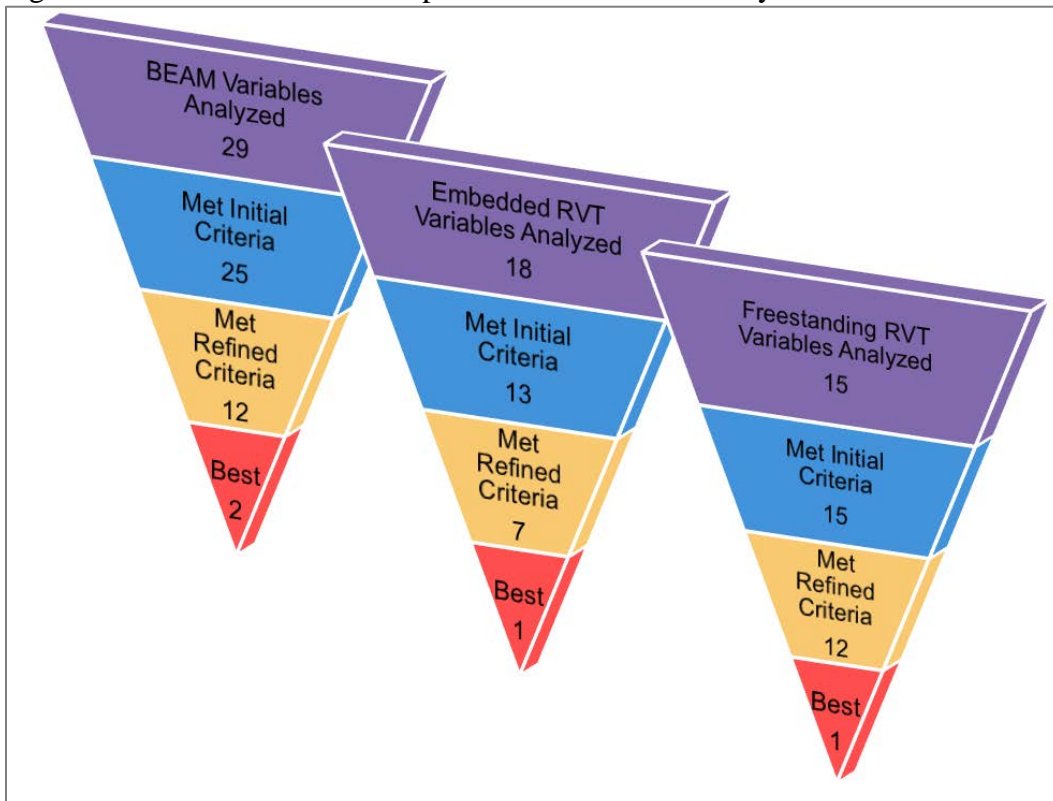 BEAM Variables
Analyzed
29
Met Initial
Criteria
25
Met
Refined
Criteria
12
Best
2
Embedded RVT
Variables Analyzed
18
Met Initial
Criteria
13
Met
Refined
Criteria
7
Best
1
Freestanding RVT
Variables Analyzed
15
Met Initial
Criteria
15
Met
Refined
Criteria
12
Best
1